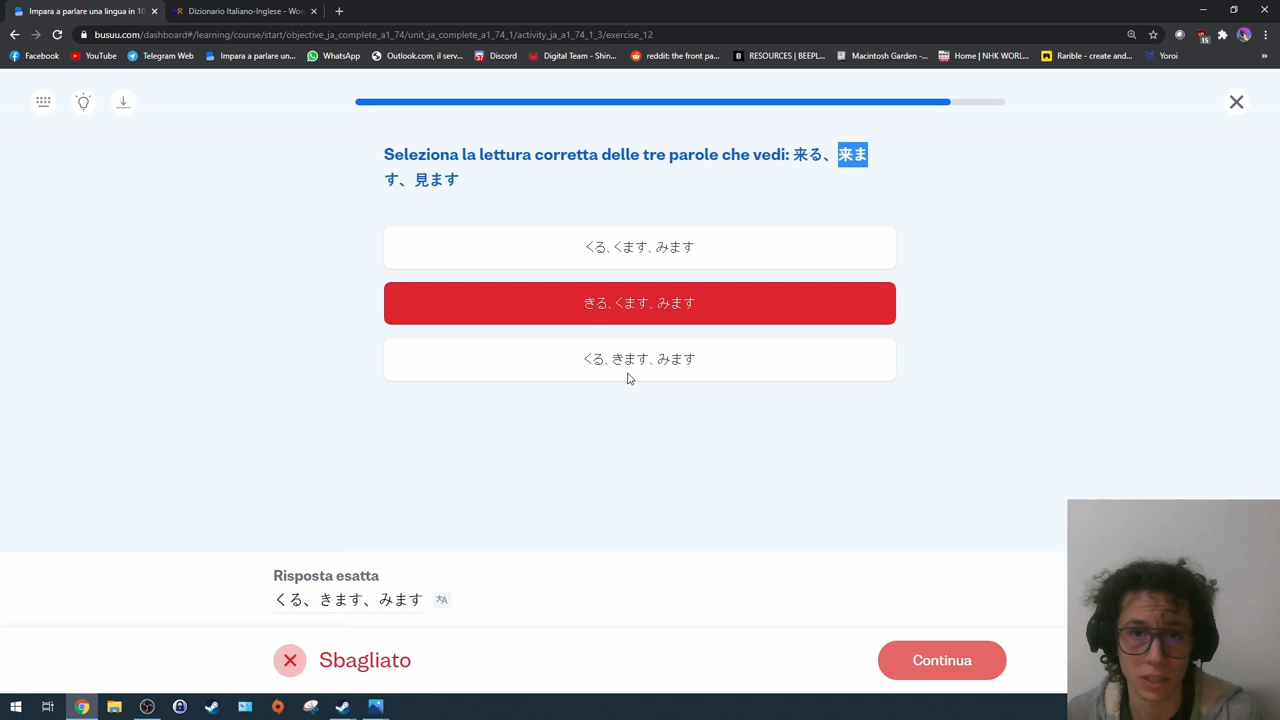 Impara a parlare una lingua in 10
Dizionario Italiano-Inglese - Wor
busuu.com/dashboard#/learning/course/start/objective_ja_complete_a1_74/unit_ja_complete_a1_74_1/activity_ja_a1_74_1_3/exercise_12
Facebook
YouTube
Telegram Web
Impara a parlare un...
WhatsApp
Outlook.com, il serv...
Discord
Digital Team - Shin...
reddit: the front pa...
RESOURCES | BEEPL...
Macintosh Garden -...
Home | NHK WORL...
Rarible - create and...
Yoroi
»
15
Seleziona la lettura corretta delle tre parole che vedi: 来る、来ま
す、見ます
くる、くます、みます
きる、くます、みます
くる、きます、みます
Risposta esatta
くる、きます、みます
Sbagliato
Continua